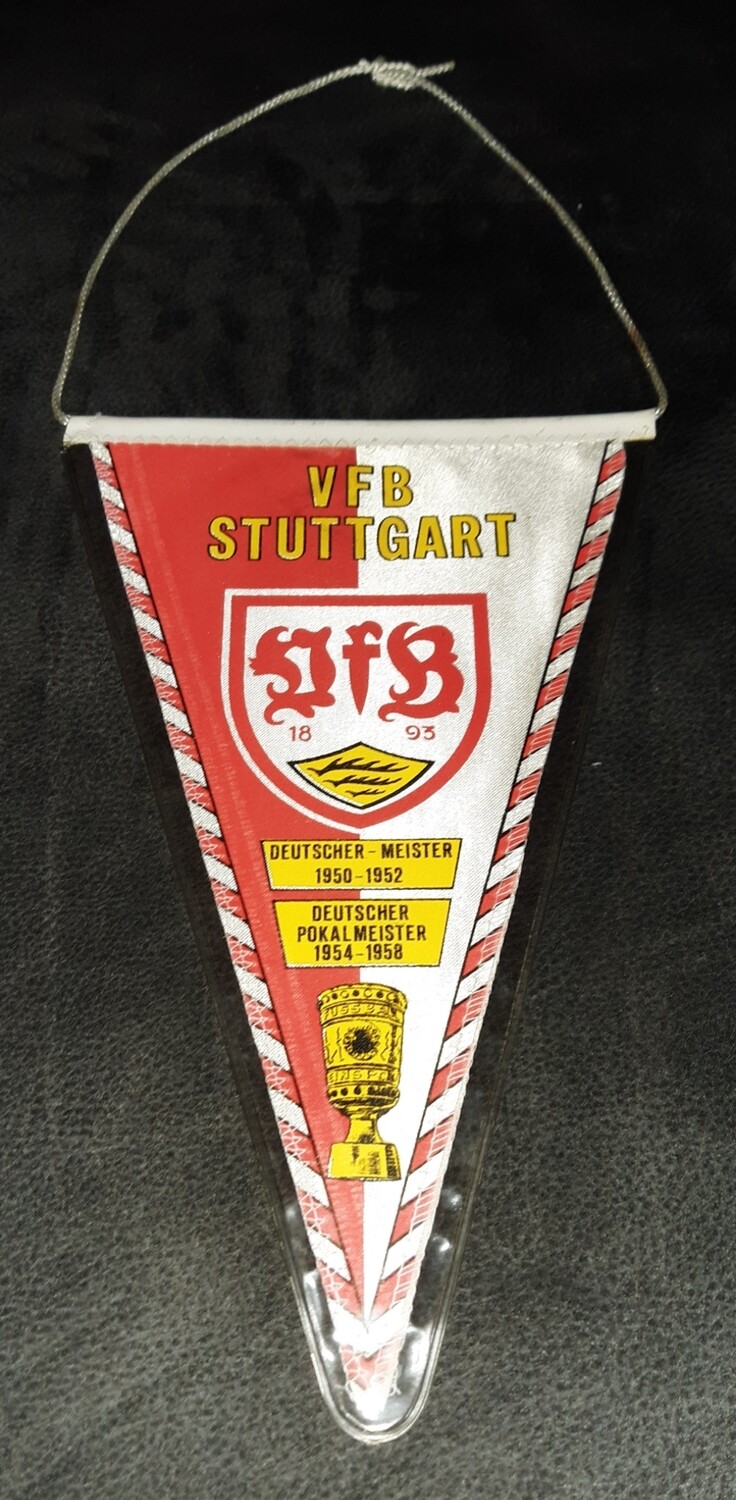 VFB
STUTTGART
VfB
18 93
DEUTSCHER - MEISTER
1950-1952
DEUTSCHER
POKALMEISTER
1954-1958